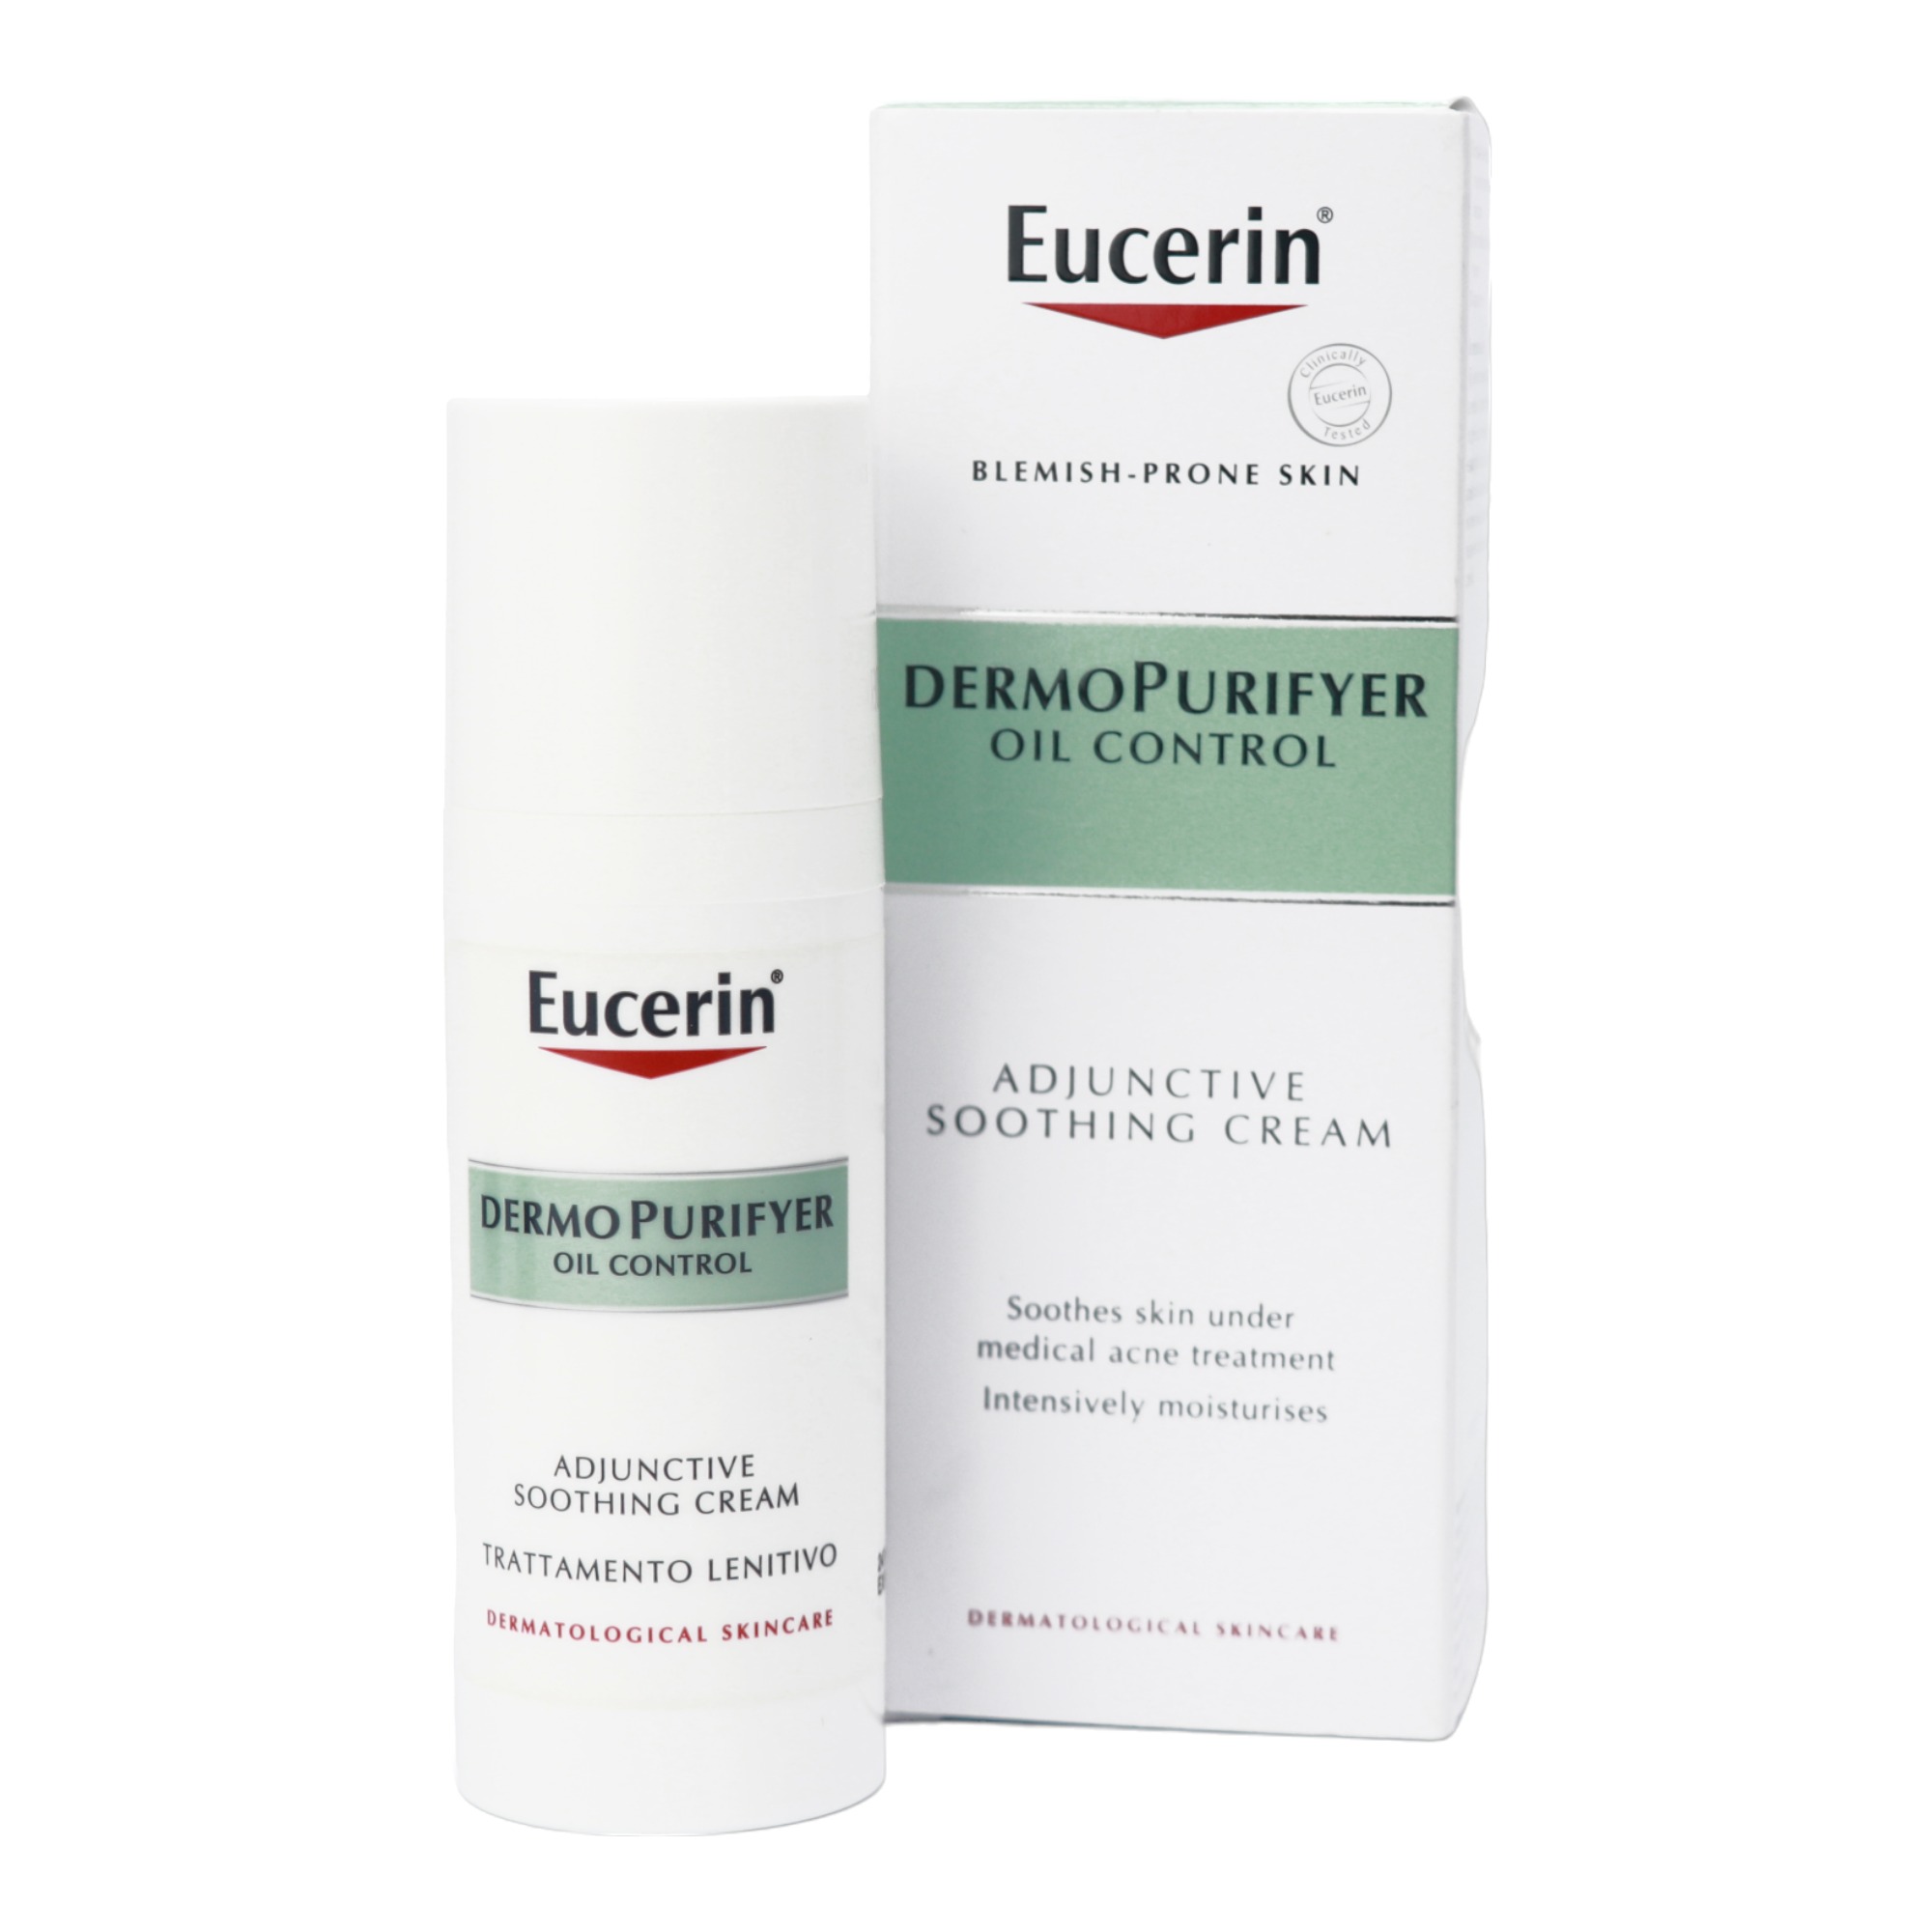 Eucerin®
Clinically
Eucerin
Tested
BLEMISH-PRONE SKIN
DERMOPURIFYER
OIL CONTROL
ADJUNCTIVE
SOOTHING CREAM
Soothes skin under
medical acne treatment
Intensively moisturises
DERMATOLOGICAL SKINCARE
Eucerin®
DERMOPURIFYER
OIL CONTROL
ADJUNCTIVE
SOOTHING CREAM
TRATTAMENTO LENITIVO
DERMATOLOGICAL SKINCARE